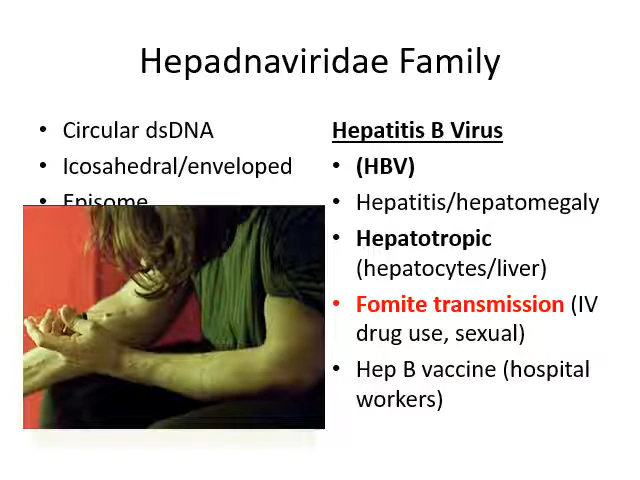 Hepadnaviridae Family
• Circular dsDNA
• Icosahedral/enveloped
• Episome
Hepatitis B Virus
• (HBV)
• Hepatitis/hepatomegaly
• Hepatotropic
(hepatocytes/liver)
• Fomite transmission (IV
drug use, sexual)
• Hep B vaccine (hospital
workers)